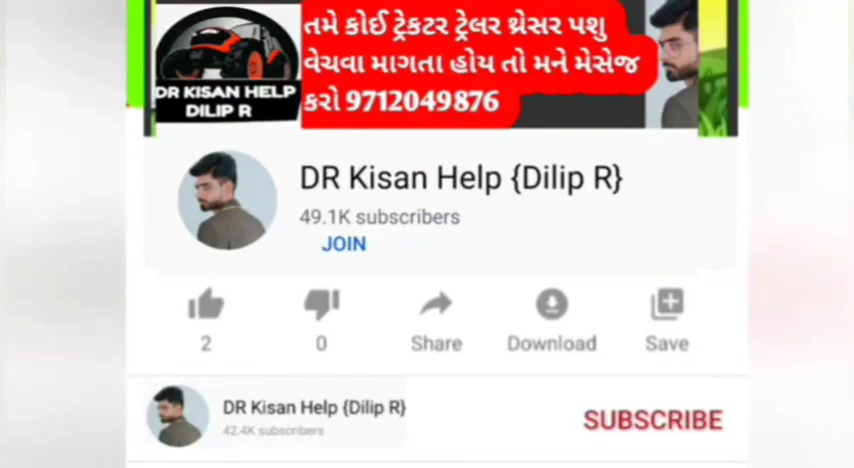 તમે કોઈ ટ્રેકટર ટ્રેલર થ્રેસર પશુ
વેચવા માગતા હોય તો મને મેસેજ
કરો 9712049876
DR KISAN HELP
DILIP R
DR Kisan Help {Dilip R}
49.1K subscribers
JOIN
2
0
Share
Download
Save
DR Kisan Help {Dilip R}
42.4K subscribers
SUBSCRIBE